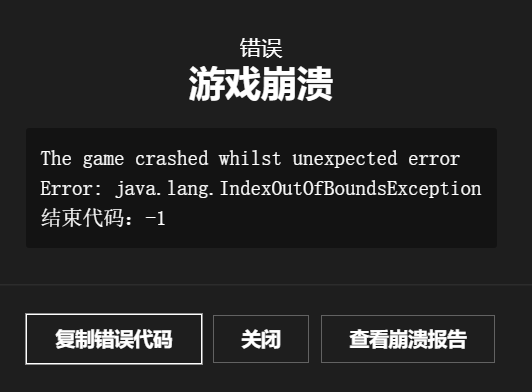 错误
游戏崩溃
The game crashed whilst unexpected error
Error: java.lang.IndexOutOfBoundsException
结束代码：-1
复制错误代码
关闭
查看崩溃报告